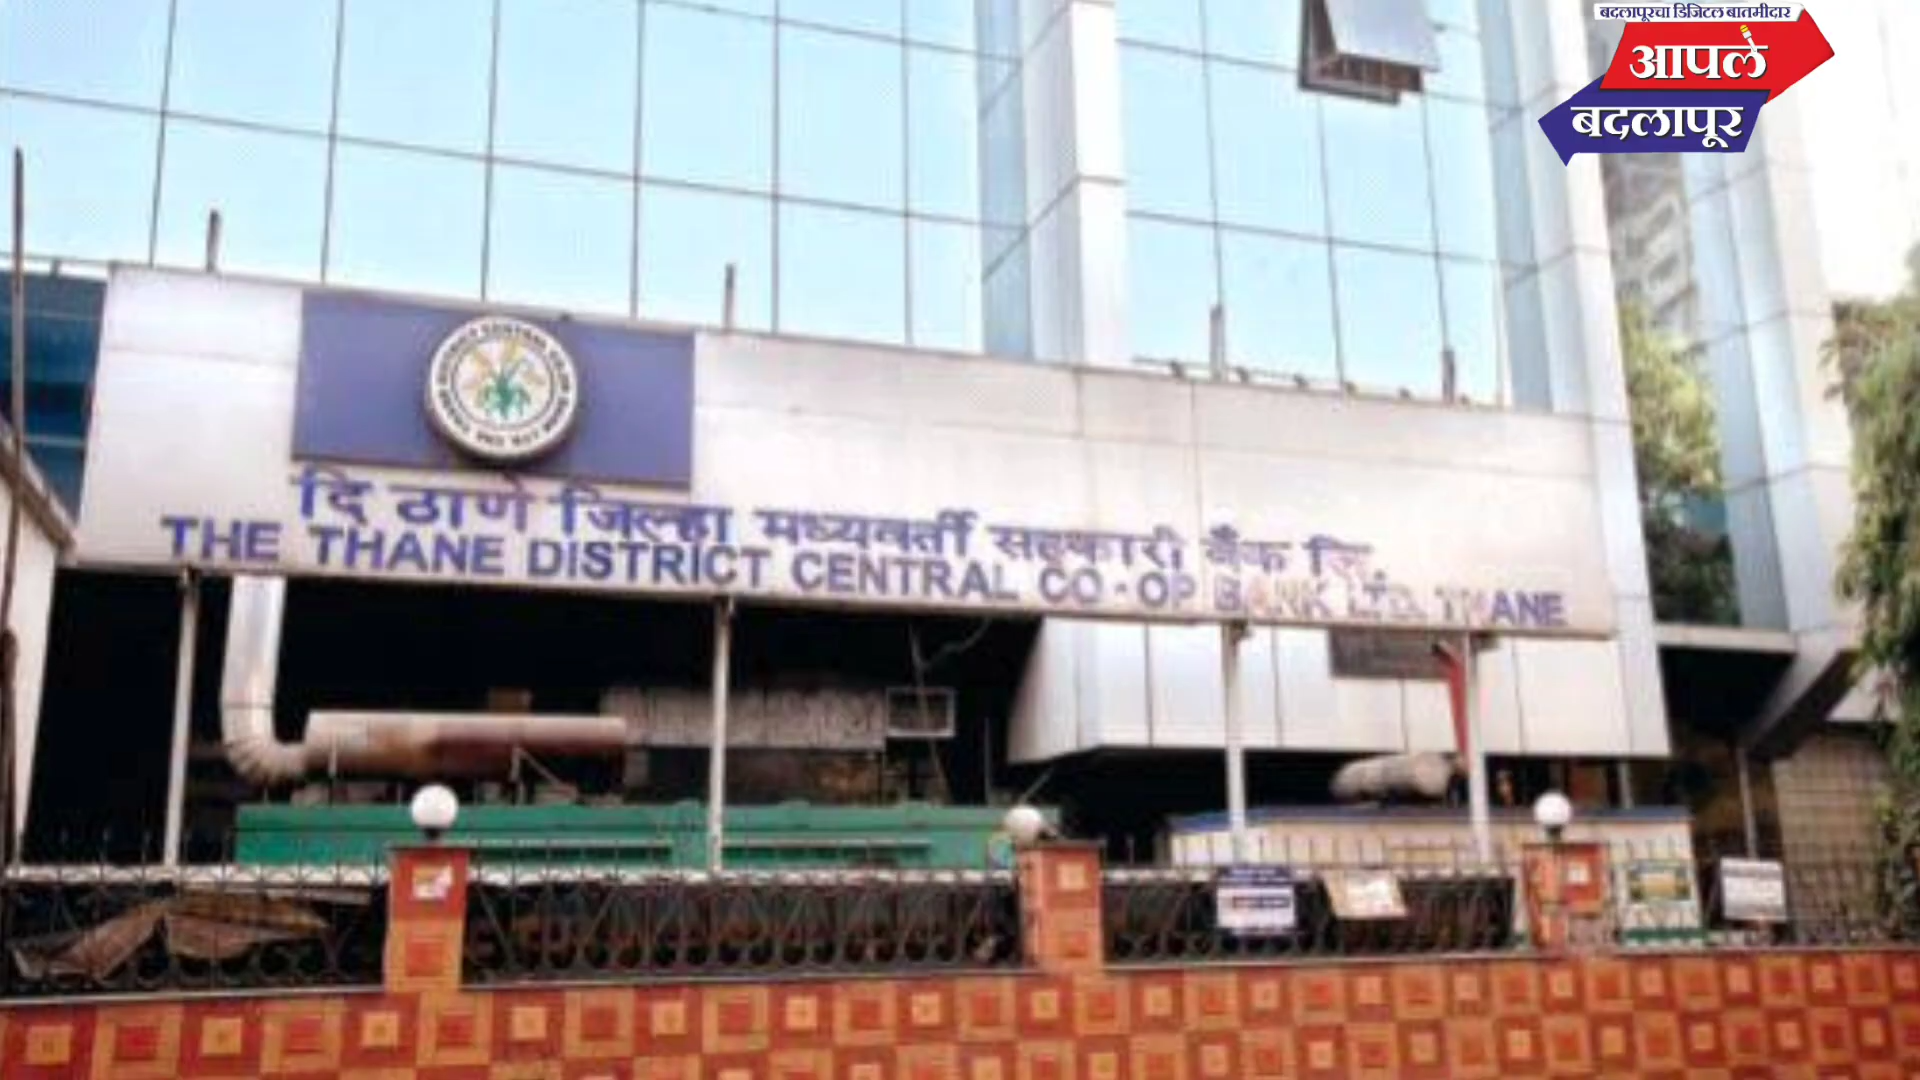 बदलापूरचा डिजिटल बातमीदार
आपले
बदलापूर
दि ठाणे जिल्हा मध्यवर्ती सहकारी बँक लि.
THE THANE DISTRICT CENTRAL CO-OP BANK LTD. THANE